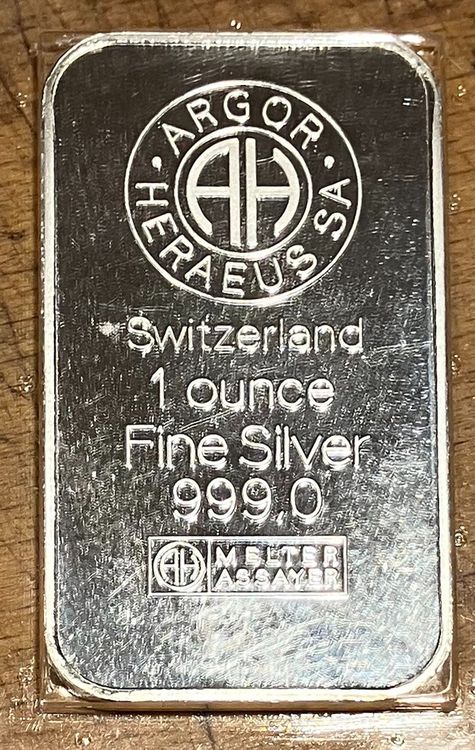 ARGOR
AH
HERAEUS SA
Switzerland
1 ounce
Fine Silver
999,0
AH MELTER
ASSAYER